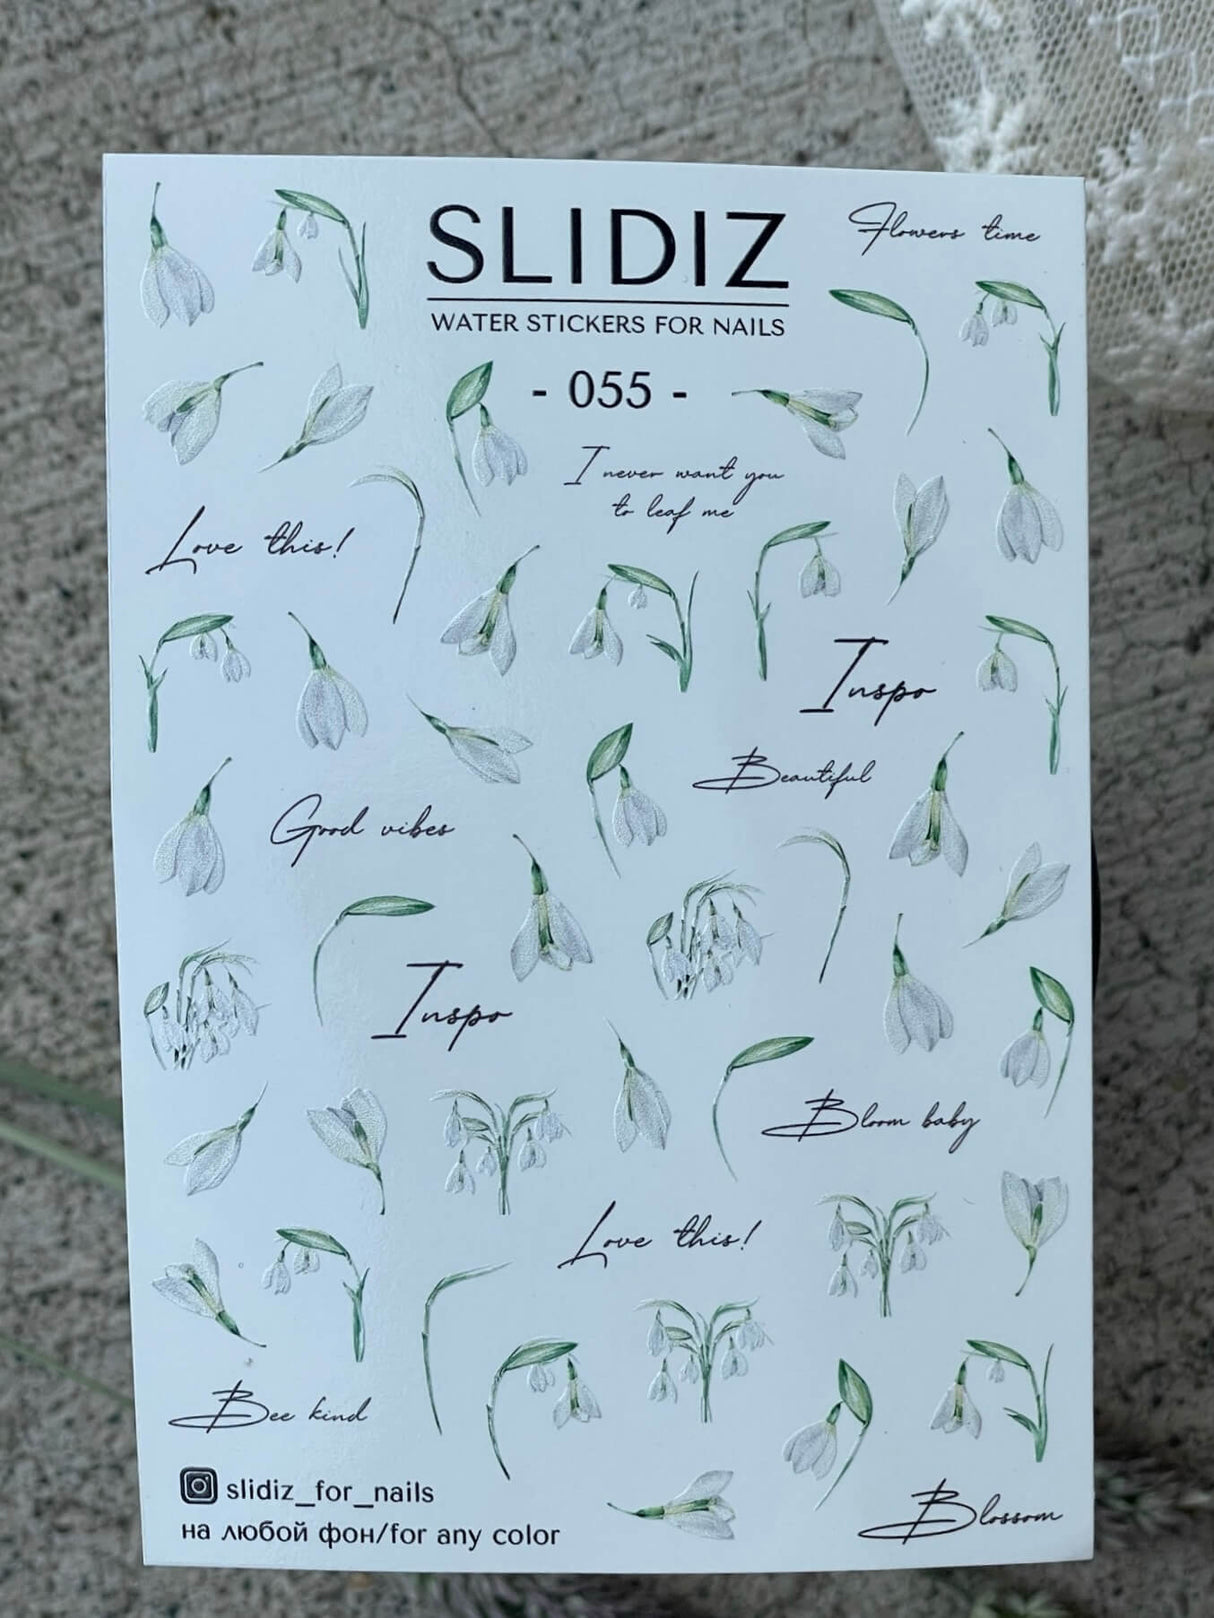 SLIDIZ
Flowers time
WATER STICKERS FOR NAILS
- 055 -
I never want you
to leaf me
Love this!
Inspo
Beautiful
Good vibes
Inspo
Bloom baby
Love this!
Bee kind
slidiz_for_nails
Blossom
на любой фон/for any color